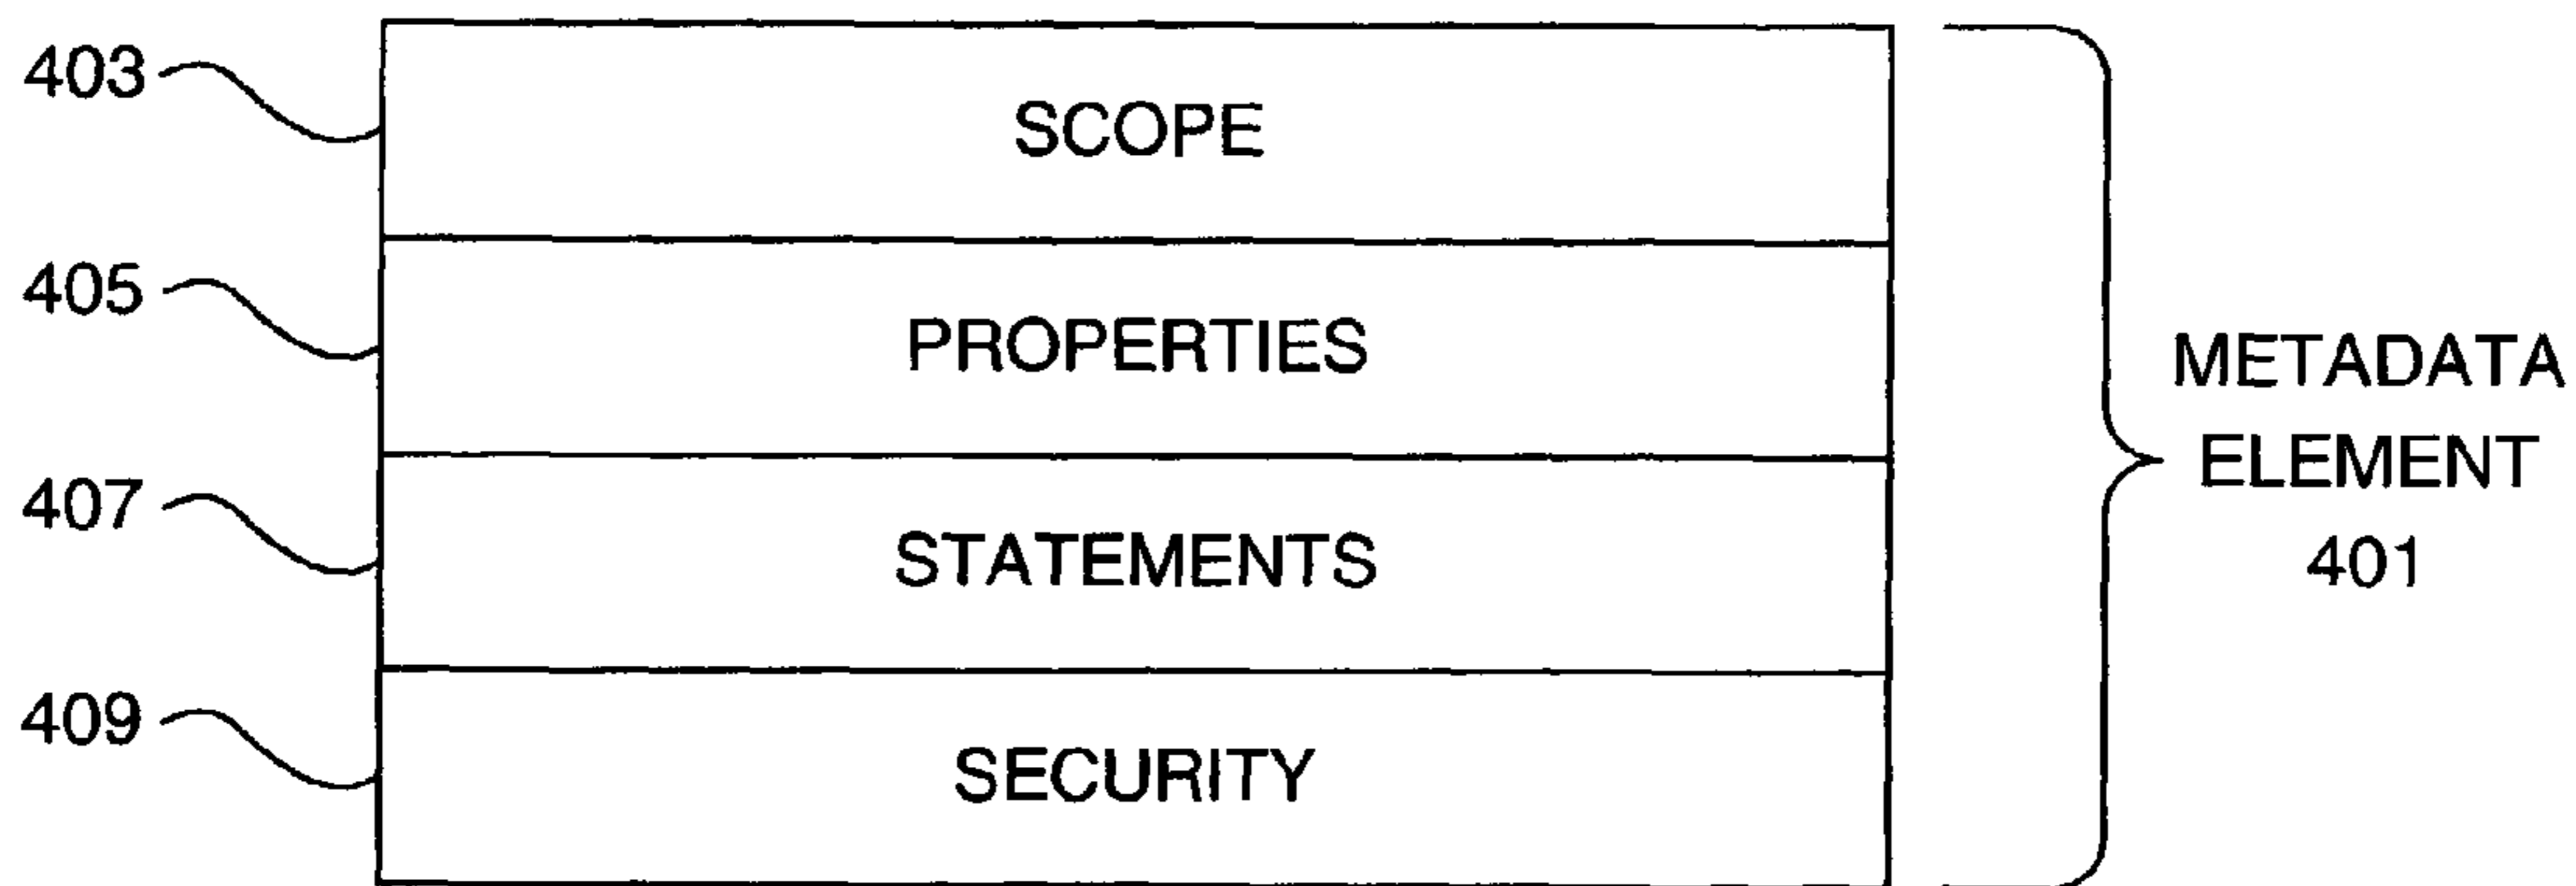 403
SCOPE
405
PROPERTIES
407
STATEMENTS
409
SECURITY
METADATA
ELEMENT
401